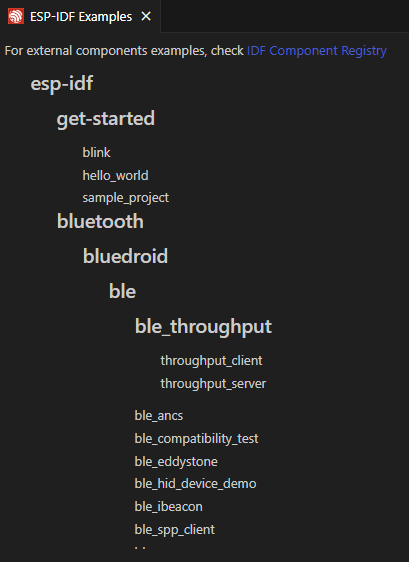 ESP-IDF Examples
For external components examples, check IDF Component Registry
esp-idf
get-started
blink
hello_world
sample_project
bluetooth
bluedroid
ble
ble_throughput
throughput_client
throughput_server
ble_ancs
ble_compatibility_test
ble_eddystone
ble_hid_device_demo
ble_ibeacon
ble_spp_client